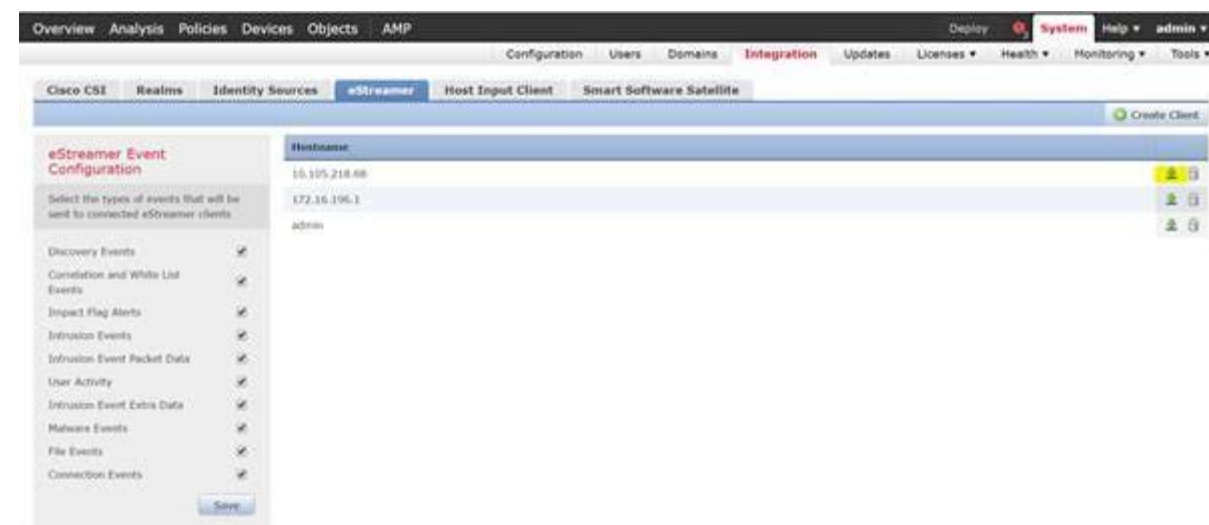 Overview Analysis Policies Devices Objects AMP Deploy System Help admin
Configuration Users Domains Integration Updates Licenses Health Monitoring Tools
Cisco CSI Realms Identity Sources eStreamer Host Input Client Smart Software Satellite
Create Client
eStreamer Event
Configuration
Select the types of events that will be
sent to connected eStreamer clients
Discovery Events
Correlation and White List
Events
Impact Flag Alerts
Intrusion Events
Intrusion Event Packet Data
User Activity
Intrusion Event Extra Data
Malware Events
File Events
Connection Events
Save
Hostname
10.105.218.68
172.16.196.1
admin